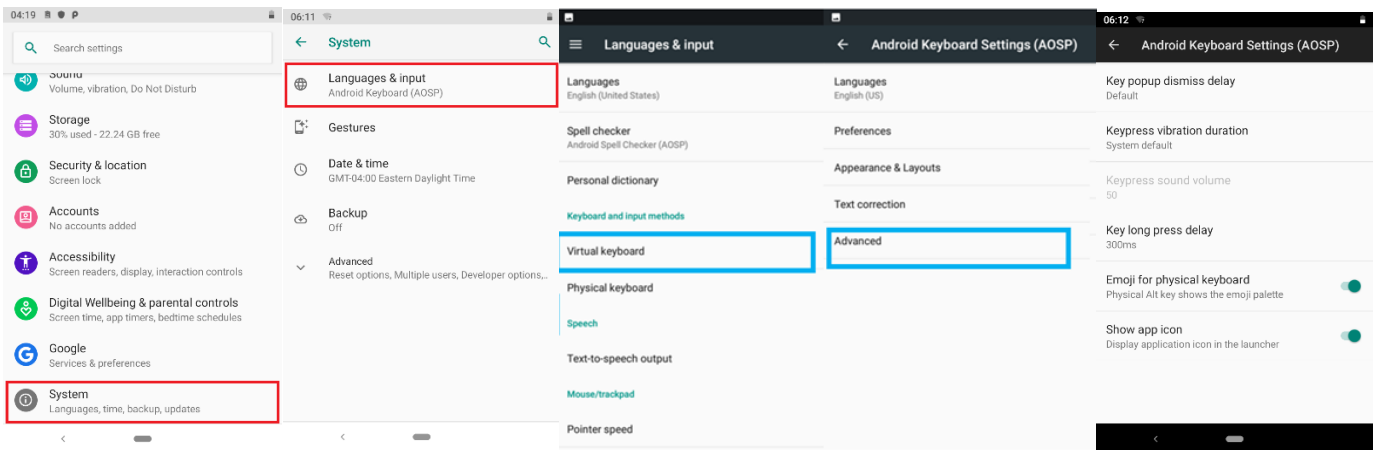 04:19
Search settings
Sound
Volume, vibration, Do Not Disturb
Storage
30% used - 22.24 GB free
Security & location
Screen lock
Accounts
No accounts added
Accessibility
Screen readers, display, interaction controls
Digital Wellbeing & parental controls
Screen time, app timers, bedtime schedules
Google
Services & preferences
System
Languages, time, backup, updates
06:11
System
Languages & input
Android Keyboard (AOSP)
Gestures
Date & time
GMT-04:00 Eastern Daylight Time
Backup
Off
Advanced
Reset options, Multiple users, Developer options,..
Languages & input
Languages
English (United States)
Spell checker
Android Spell Checker (AOSP)
Personal dictionary
Keyboard and input methods
Virtual keyboard
Physical keyboard
Speech
Text-to-speech output
Mouse/trackpad
Pointer speed
Android Keyboard Settings (AOSP)
Languages
English (US)
Preferences
Appearance & Layouts
Text correction
Advanced
06:12
Android Keyboard Settings (AOSP)
Key popup dismiss delay
Default
Keypress vibration duration
System default
Keypress sound volume
50
Key long press delay
300ms
Emoji for physical keyboard
Physical Alt key shows the emoji palette
Show app icon
Display application icon in the launcher